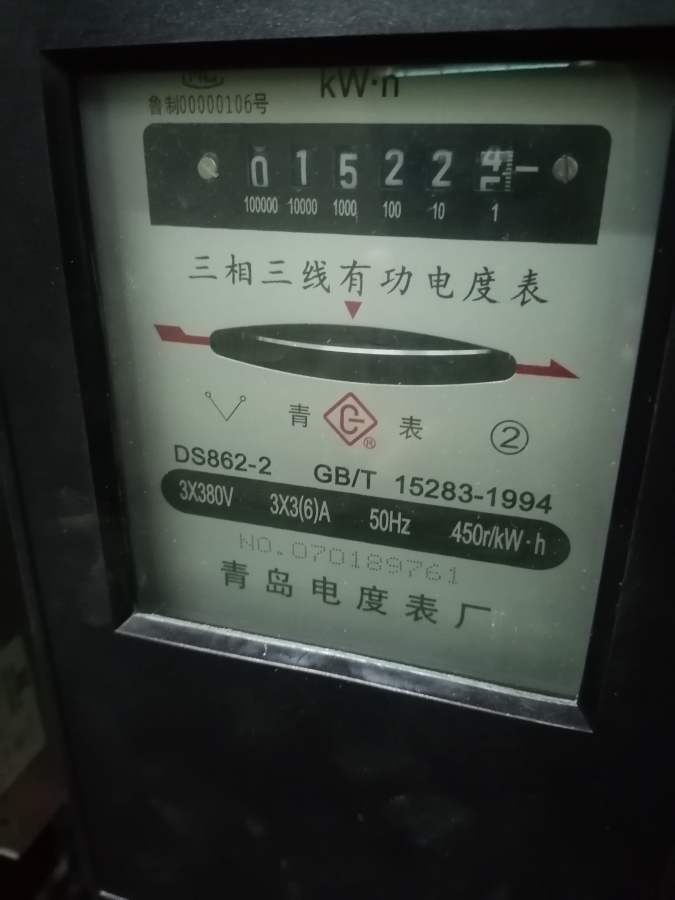 MC
kW·h
鲁制00000106号
0 1 5 2 2
100000 10000 1000 100 10 1
三相三线有功电度表
青 G ® 表 ②
DS862-2 GB/T 15283-1994
3X380V 3X3(6)A 50Hz 450r/kW·h
NO.070189761
青岛电度表厂